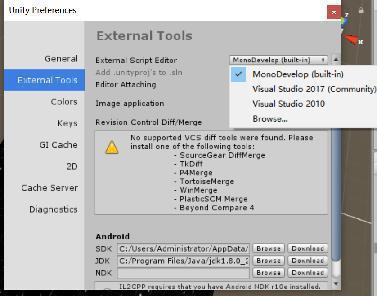 Unity Preferences
External Tools
General
External Tools
Colors
Keys
GI Cache
2D
Cache Server
Diagnostics
External Script Editor
MonoDevelop (built-in)
Add .unityproj's to .sln
Editor Attaching
MonoDevelop (built-in)
Visual Studio 2017 (Community)
Visual Studio 2010
Browse...
Image application
Revision Control Diff/Merge
No supported VCS diff tools were found. Please
install one of the following tools:
- SourceGear DiffMerge
- TkDiff
- P4Merge
- TortoiseMerge
- WinMerge
- PlasticSCM Merge
- Beyond Compare 4
Android
SDK C:/Users/Administrator/AppData/ Browse Download
JDK C:/Program Files/Java/jdk1.8.0_2 Browse Download
NDK Browse Download
IL2CPP requires that you have Android NDK r10e installed.